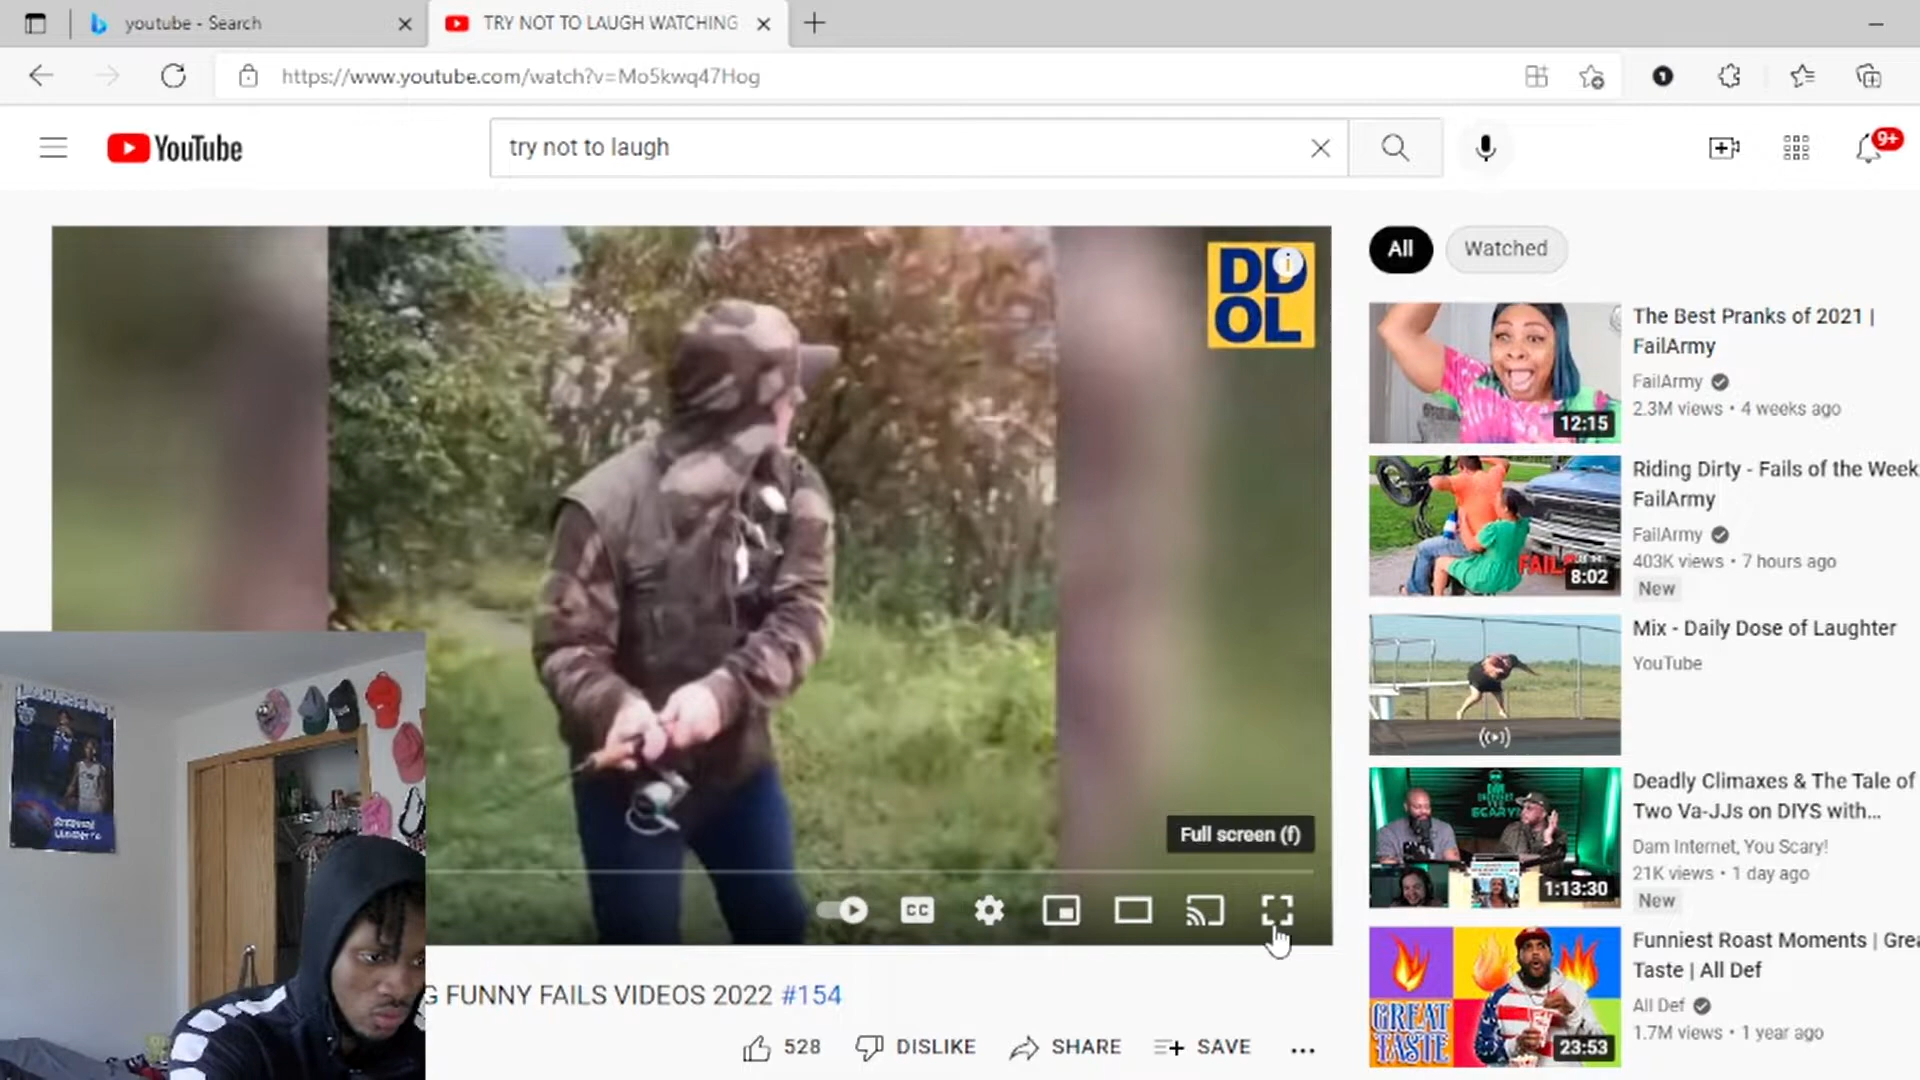 youtube - Search
TRY NOT TO LAUGH WATCHING
https://www.youtube.com/watch?v=Mo5kwq47Hog
YouTube
try not to laugh
9+
DD
OL
Full screen (f)
CC
G FUNNY FAILS VIDEOS 2022 #154
528
DISLIKE
SHARE
SAVE
All
Watched
12:15
The Best Pranks of 2021 |
FailArmy
FailArmy
2.3M views • 4 weeks ago
8:02
Riding Dirty - Fails of the Week
FailArmy
FailArmy
403K views • 7 hours ago
New
Mix - Daily Dose of Laughter
YouTube
1:13:30
Deadly Climaxes & The Tale of
Two Va-JJs on DIYS with...
Dam Internet, You Scary!
21K views • 1 day ago
New
GREAT
TASTE
23:53
Funniest Roast Moments | Grea
Taste | All Def
All Def
1.7M views • 1 year ago